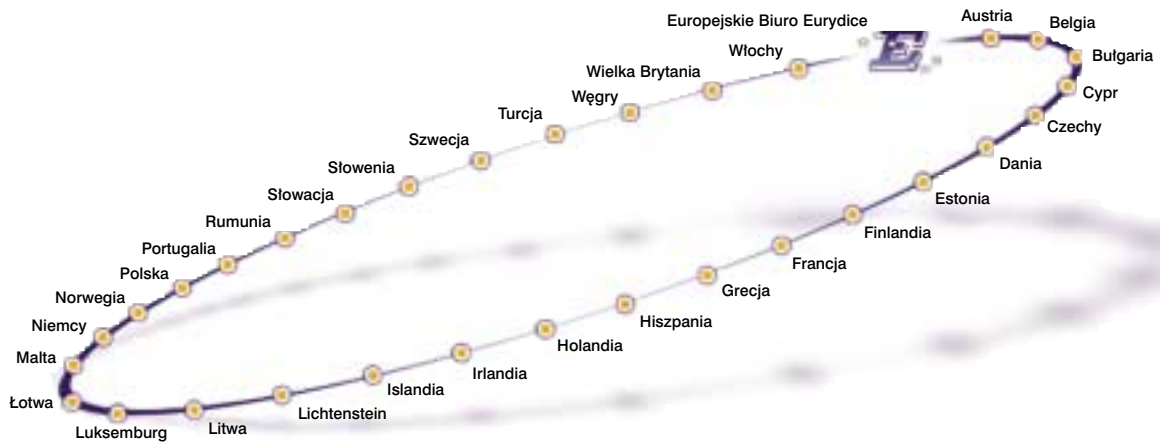 Europejskie Biuro Eurydice
E
Austria
Belgia
Bułgaria
Cypr
Czechy
Dania
Estonia
Finlandia
Francja
Grecja
Hiszpania
Holandia
Irlandia
Islandia
Lichtenstein
Litwa
Luksemburg
Łotwa
Malta
Niemcy
Norwegia
Polska
Portugalia
Rumunia
Słowacja
Słowenia
Szwecja
Turcja
Węgry
Wielka Brytania
Włochy